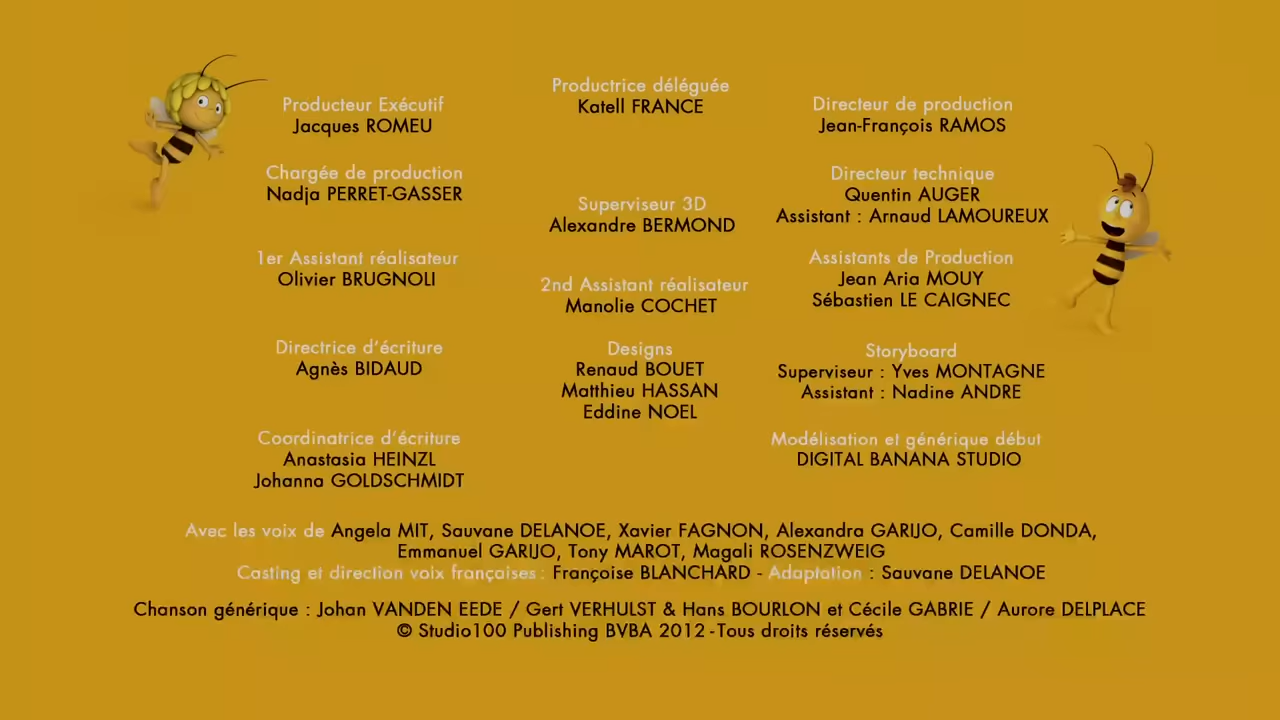 Producteur Exécutif
Jacques ROMEU
Chargée de production
Nadja PERRET-GASSER
1er Assistant réalisateur
Olivier BRUGNOLI
Directrice d'écriture
Agnès BIDAUD
Coordinatrice d'écriture
Anastasia HEINZL
Johanna GOLDSCHMIDT
Productrice déléguée
Katell FRANCE
Superviseur 3D
Alexandre BERMOND
2nd Assistant réalisateur
Manolie COCHET
Designs
Renaud BOUET
Matthieu HASSAN
Eddine NOEL
Directeur de production
Jean-François RAMOS
Directeur technique
Quentin AUGER
Assistant : Arnaud LAMOUREUX
Assistants de Production
Jean Aria MOUY
Sébastien LE CAIGNEC
Storyboard
Superviseur : Yves MONTAGNE
Assistant : Nadine ANDRE
Modélisation et générique début
DIGITAL BANANA STUDIO
Avec les voix de Angela MIT, Sauvane DELANOE, Xavier FAGNON, Alexandra GARIJO, Camille DONDA,
Emmanuel GARIJO, Tony MAROT, Magali ROSENZWEIG
Casting et direction voix françaises : Françoise BLANCHARD - Adaptation : Sauvane DELANOE
Chanson générique : Johan VANDEN EEDE / Gert VERHULST & Hans BOURLON et Cécile GABRIE / Aurore DELPLACE
© Studio100 Publishing BVBA 2012 - Tous droits réservés